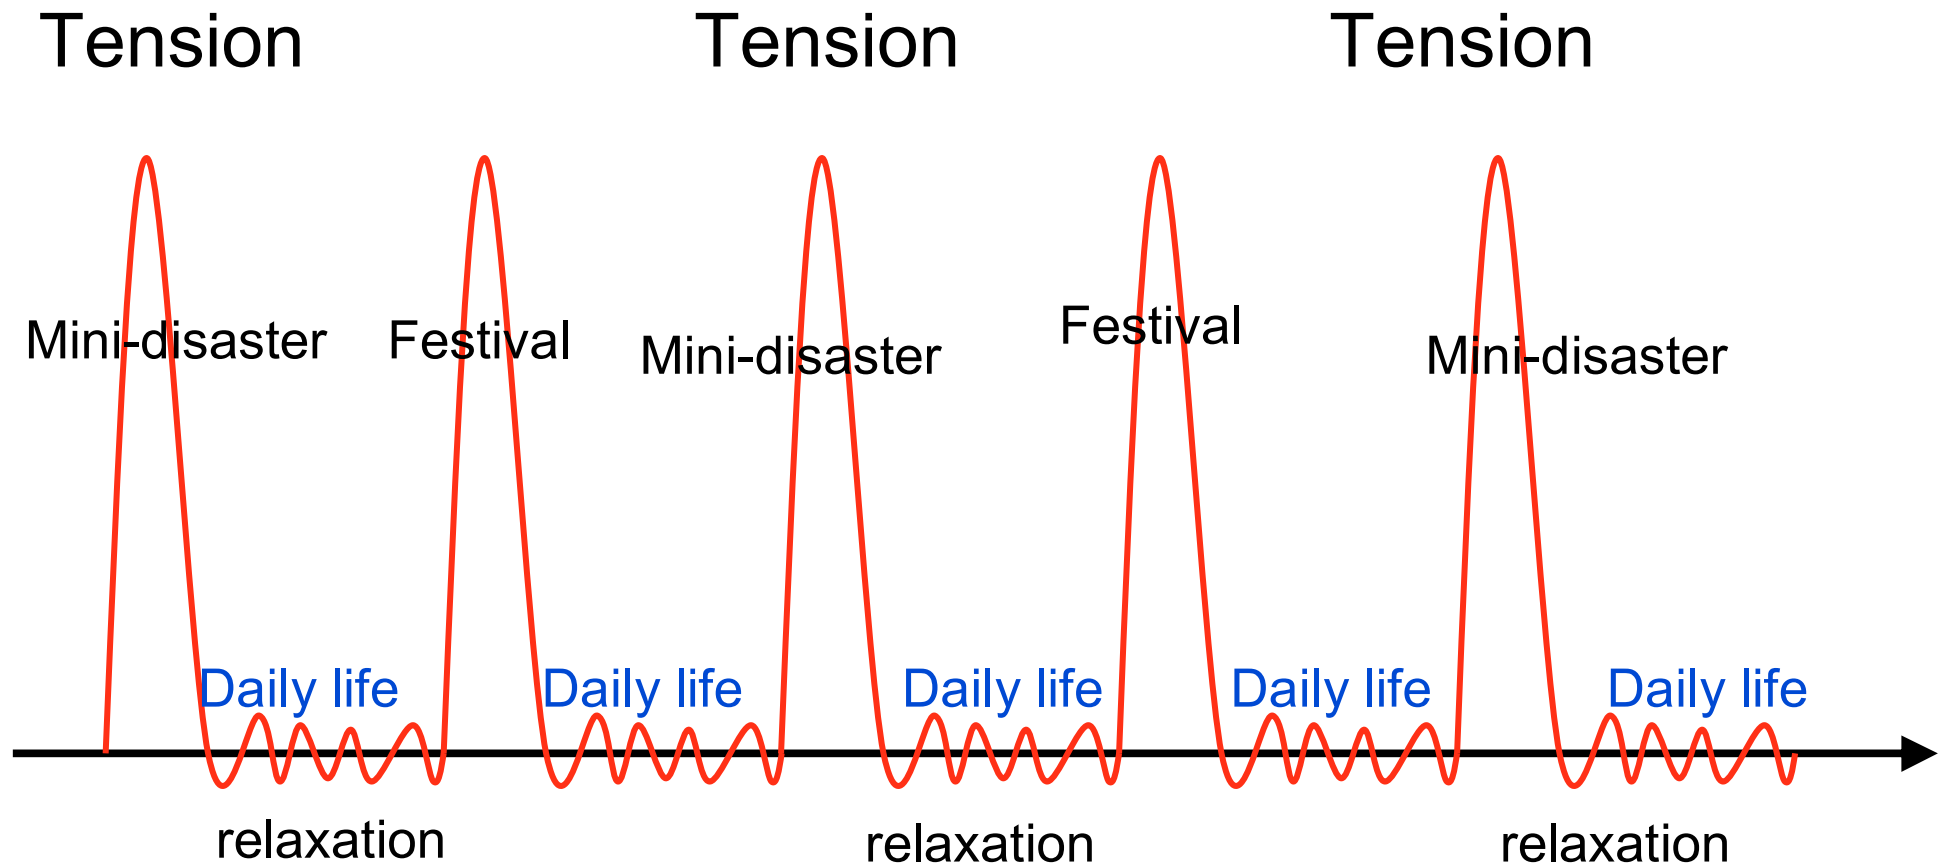 Tension
Tension
Tension
Mini-disaster
Festival
Mini-disaster
Festival
Mini-disaster
Daily life
Daily life
Daily life
Daily life
Daily life
relaxation
relaxation
relaxation